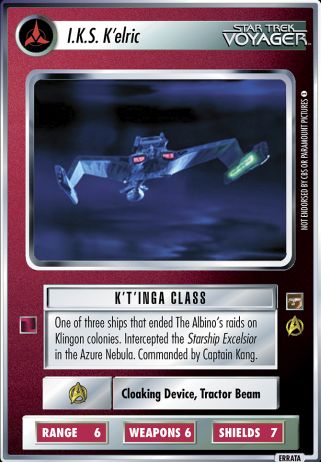 I.K.S. K'elric
STAR TREK
VOYAGER™
NOT ENDORSED BY CBS OR PARAMOUNT PICTURES
K'T'INGA CLASS
One of three ships that ended The Albino's raids on
Klingon colonies. Intercepted the Starship Excelsior
in the Azure Nebula. Commanded by Captain Kang.
Cloaking Device, Tractor Beam
RANGE 6
WEAPONS 6
SHIELDS 7
ERRATA